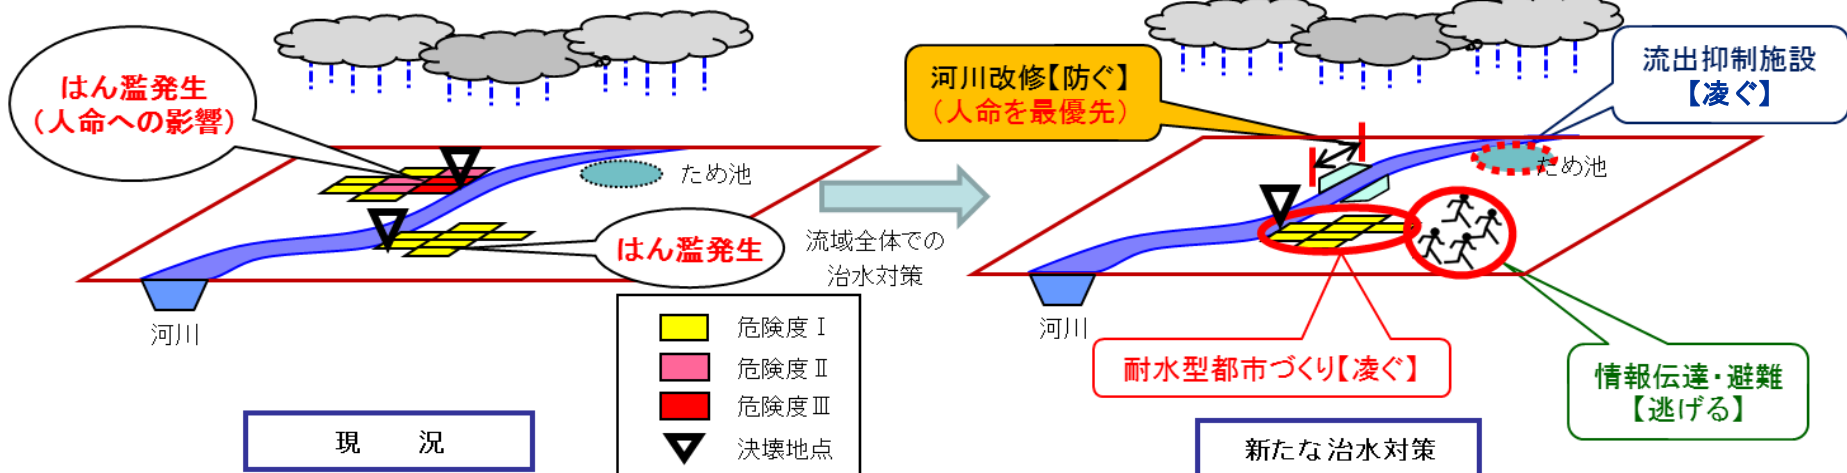 はん濫発生
（人命への影響）
ため池
はん濫発生
河川
流域全体での
治水対策
危険度Ⅰ
危険度Ⅱ
危険度Ⅲ
決壊地点
現　　況
河川改修【防ぐ】
（人命を最優先）
流出抑制施設
【凌ぐ】
ため池
河川
耐水型都市づくり【凌ぐ】
情報伝達・避難
【逃げる】
新たな治水対策